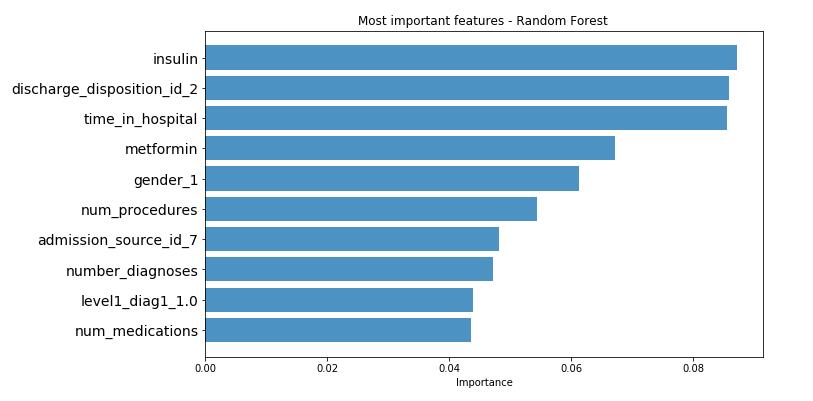 Most important features - Random Forest
insulin
discharge_disposition_id_2
time_in_hospital
metformin
gender_1
num_procedures
admission_source_id_7
number_diagnoses
level1_diag1_1.0
num_medications
0.00 0.02 0.04 0.06 0.08
Importance